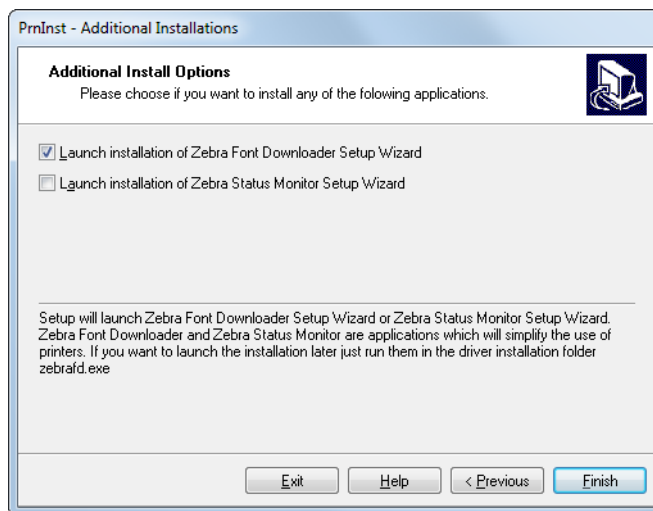 PrnInst - Additional Installations
Additional Install Options
Please choose if you want to install any of the folowing applications.
Launch installation of Zebra Font Downloader Setup Wizard
Launch installation of Zebra Status Monitor Setup Wizard
Setup will launch Zebra Font Downloader Setup Wizard or Zebra Status Monitor Setup Wizard.
Zebra Font Downloader and Zebra Status Monitor are applications which will simplify the use of
printers. If you want to launch the installation later just run them in the driver installation folder
zebrafd.exe
Exit Help < Previous Finish